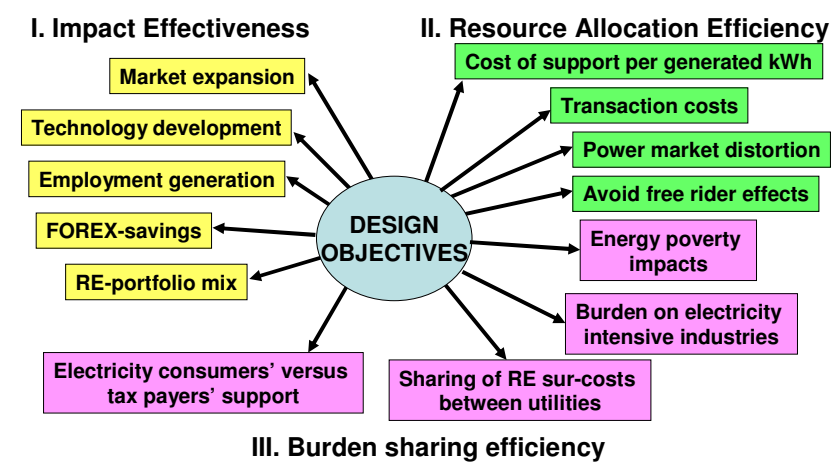 I. Impact Effectiveness
II. Resource Allocation Efficiency
Market expansion
Technology development
Employment generation
FOREX-savings
RE-portfolio mix
DESIGN
OBJECTIVES
Cost of support per generated kWh
Transaction costs
Power market distortion
Avoid free rider effects
Energy poverty
impacts
Burden on electricity
intensive industries
Sharing of RE sur-costs
between utilities
Electricity consumers’ versus
tax payers’ support
III. Burden sharing efficiency